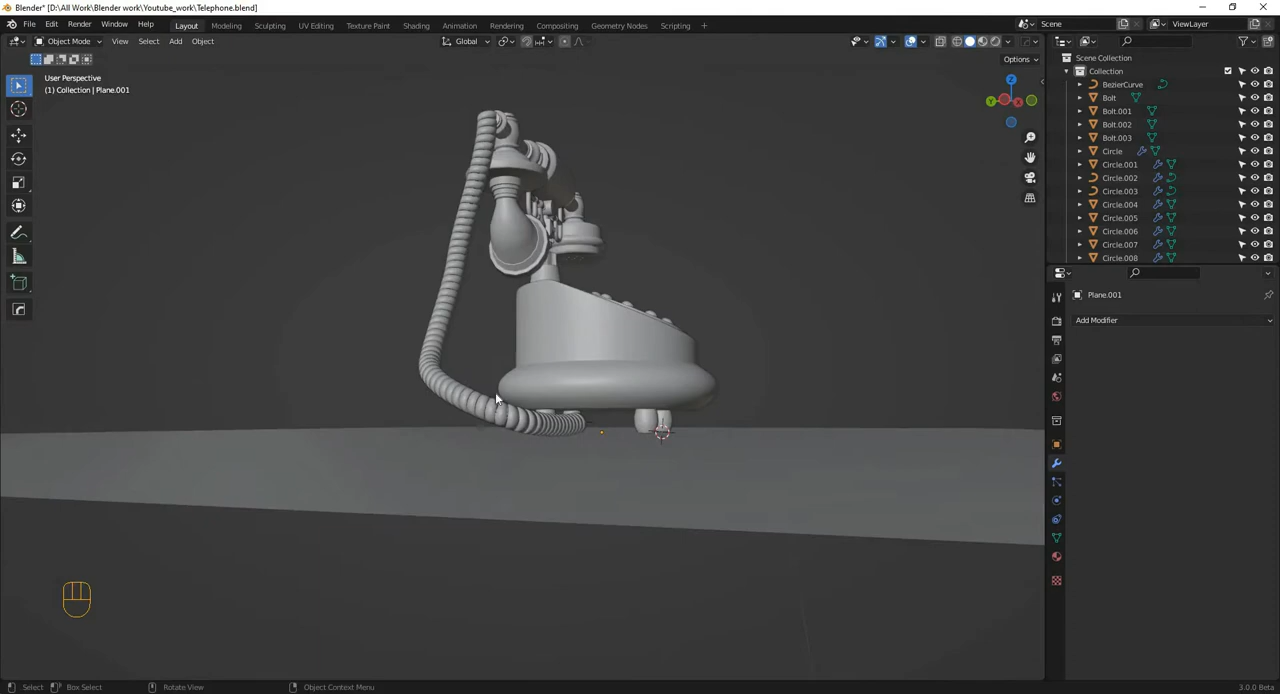 Blender* [D:\All Work\Blender work\Youtube_work\Telephone.blend]
File Edit Render Window Help Layout Modeling Sculpting UV Editing Texture Paint Shading Animation Rendering Compositing Geometry Nodes Scripting + Scene ViewLayer
Object Mode View Select Add Object Global
Options
User Perspective
(1) Collection | Plane.001
X
Y
Z
Scene Collection
Collection
BezierCurve
Bolt
Bolt.001
Bolt.002
Bolt.003
Circle
Circle.001
Circle.002
Circle.003
Circle.004
Circle.005
Circle.006
Circle.007
Circle.008
Plane.001
Add Modifier
Select Box Select Rotate View Object Context Menu 3.0.0 Beta